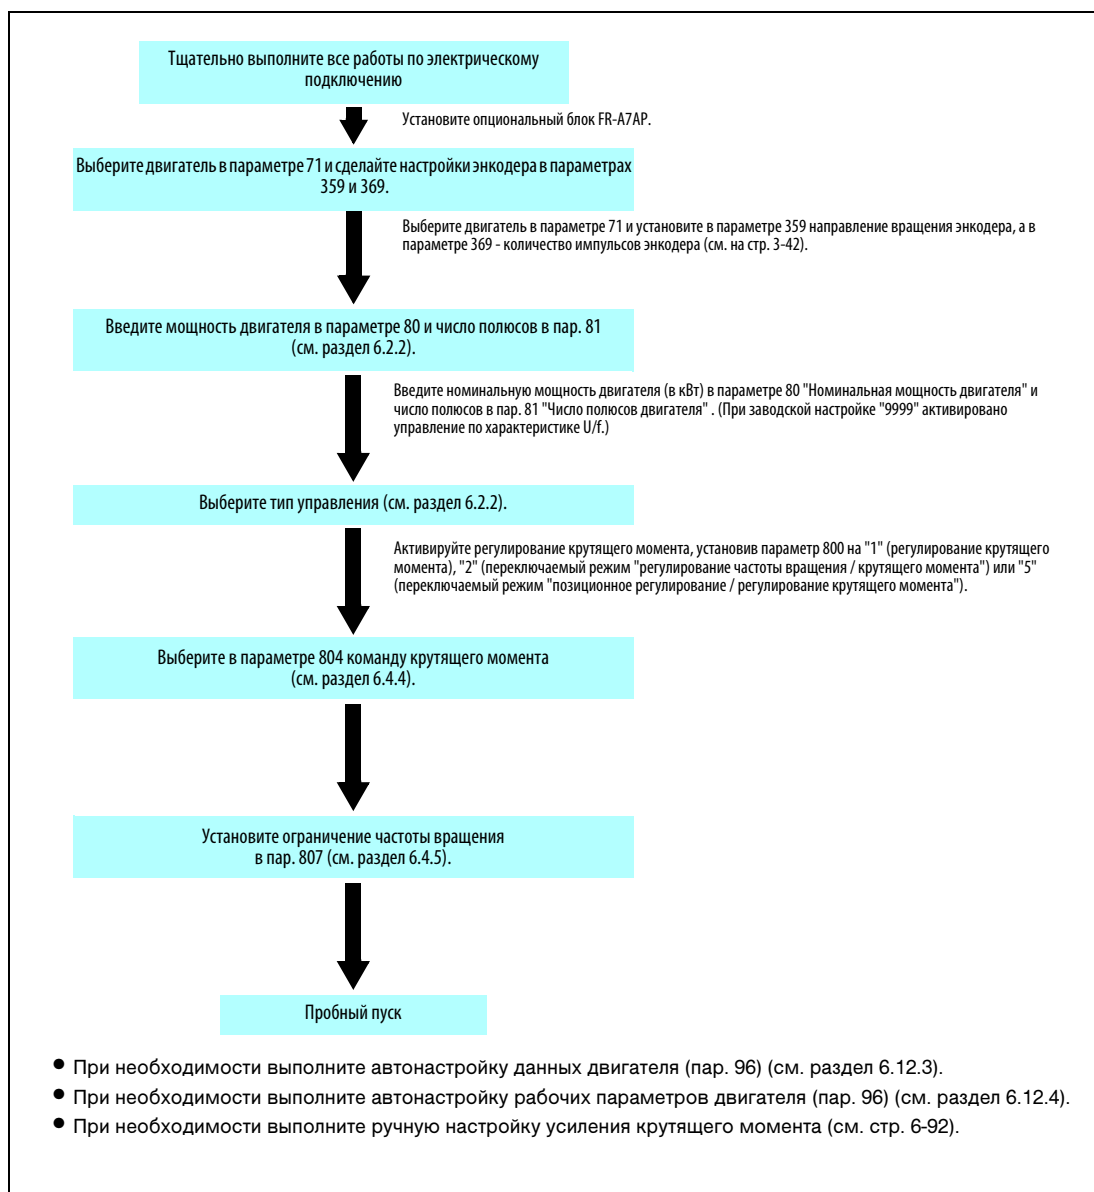 Тщательно выполните все работы по электрическому
подключению
Установите опциональный блок FR-A7AP.
Выберите двигатель в параметре 71 и сделайте настройки энкодера в параметрах
359 и 369.
Выберите двигатель в параметре 71 и установите в параметре 359 направление вращения энкодера, а в
параметре 369 - количество импульсов энкодера (см. на стр. 3-42).
Введите мощность двигателя в параметре 80 и число полюсов в пар. 81
(см. раздел 6.2.2).
Введите номинальную мощность двигателя (в кВт) в параметре 80 "Номинальная мощность двигателя" и
число полюсов в пар. 81 "Число полюсов двигателя" . (При заводской настройке "9999" активировано
управление по характеристике U/f.)
Выберите тип управления (см. раздел 6.2.2).
Активируйте регулирование крутящего момента, установив параметр 800 на "1" (регулирование крутящего
момента), "2" (переключаемый режим "регулирование частоты вращения / крутящего момента") или "5"
(переключаемый режим "позиционное регулирование / регулирование крутящего момента").
Выберите в параметре 804 команду крутящего момента
(см. раздел 6.4.4).
Установите ограничение частоты вращения
в пар. 807 (см. раздел 6.4.5).
Пробный пуск
● При необходимости выполните автонастройку данных двигателя (пар. 96) (см. раздел 6.12.3).
● При необходимости выполните автонастройку рабочих параметров двигателя (пар. 96) (см. раздел 6.12.4).
● При необходимости выполните ручную настройку усиления крутящего момента (см. стр. 6-92).